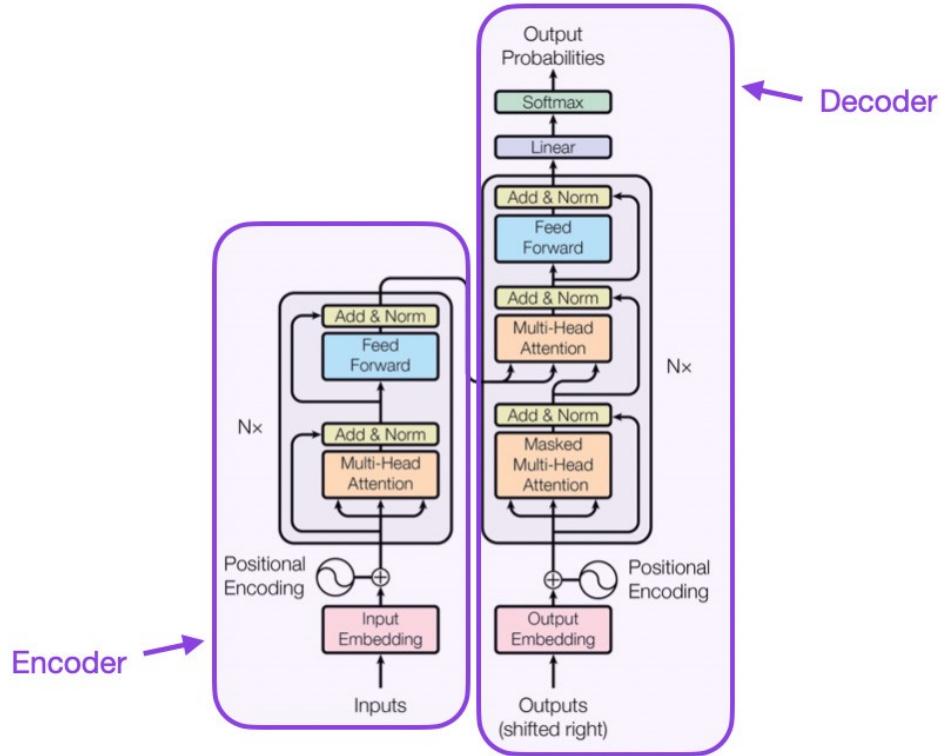 Output
Probabilities
Softmax
Decoder
Linear
Add & Norm
Feed
Forward
Add & Norm
Multi-Head
Attention
Nx
Add & Norm
Masked
Multi-Head
Attention
Positional
Encoding
Output
Embedding
Outputs
(shifted right)
Add & Norm
Feed
Forward
Nx
Add & Norm
Multi-Head
Attention
Positional
Encoding
Input
Embedding
Encoder
Inputs